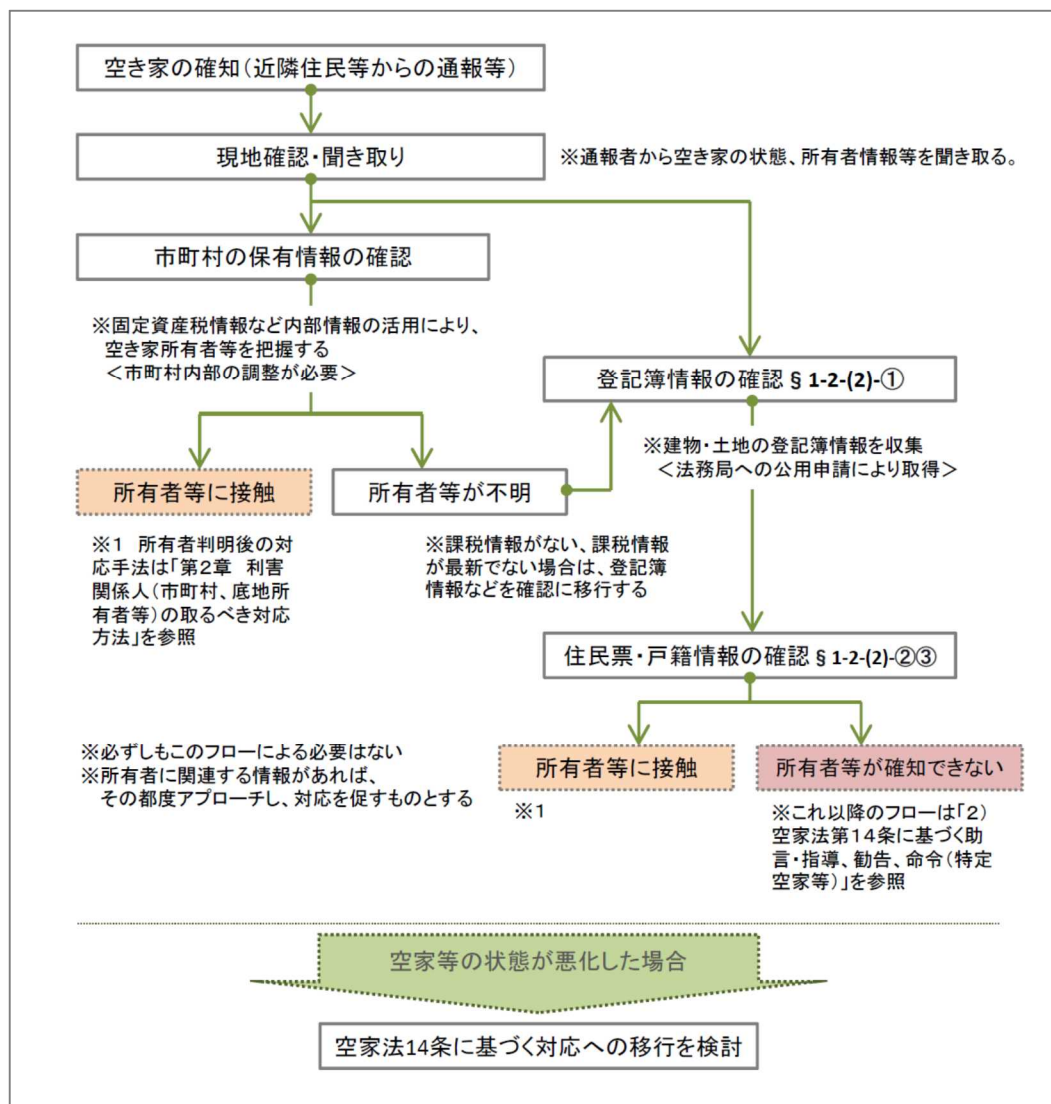 空き家の確知(近隣住民等からの通報等)
現地確認・聞き取り
※通報者から空き家の状態、所有者情報等を聞き取る。
市町村の保有情報の確認
※固定資産税情報など内部情報の活用により、
空き家所有者等を把握する
<市町村内部の調整が必要>
登記簿情報の確認 § 1-2-(2)-①
※建物・土地の登記簿情報を収集
<法務局への公用申請により取得>
所有者等に接触
所有者等が不明
※1 所有者判明後の対
応手法は「第2章 利害
関係人(市町村、底地所
有者等)の取るべき対応
方法」を参照
※課税情報がない、課税情報
が最新でない場合は、登記簿
情報などを確認に移行する
住民票・戸籍情報の確認 § 1-2-(2)-②③
※必ずしもこのフローによる必要はない
※所有者に関連する情報があれば、
その都度アプローチし、対応を促すものとする
所有者等に接触
※1
所有者等が確知できない
※これ以降のフローは「2)
空家法第14条に基づく助
言・指導、勧告、命令(特定
空家等)」を参照
空家等の状態が悪化した場合
空家法14条に基づく対応への移行を検討